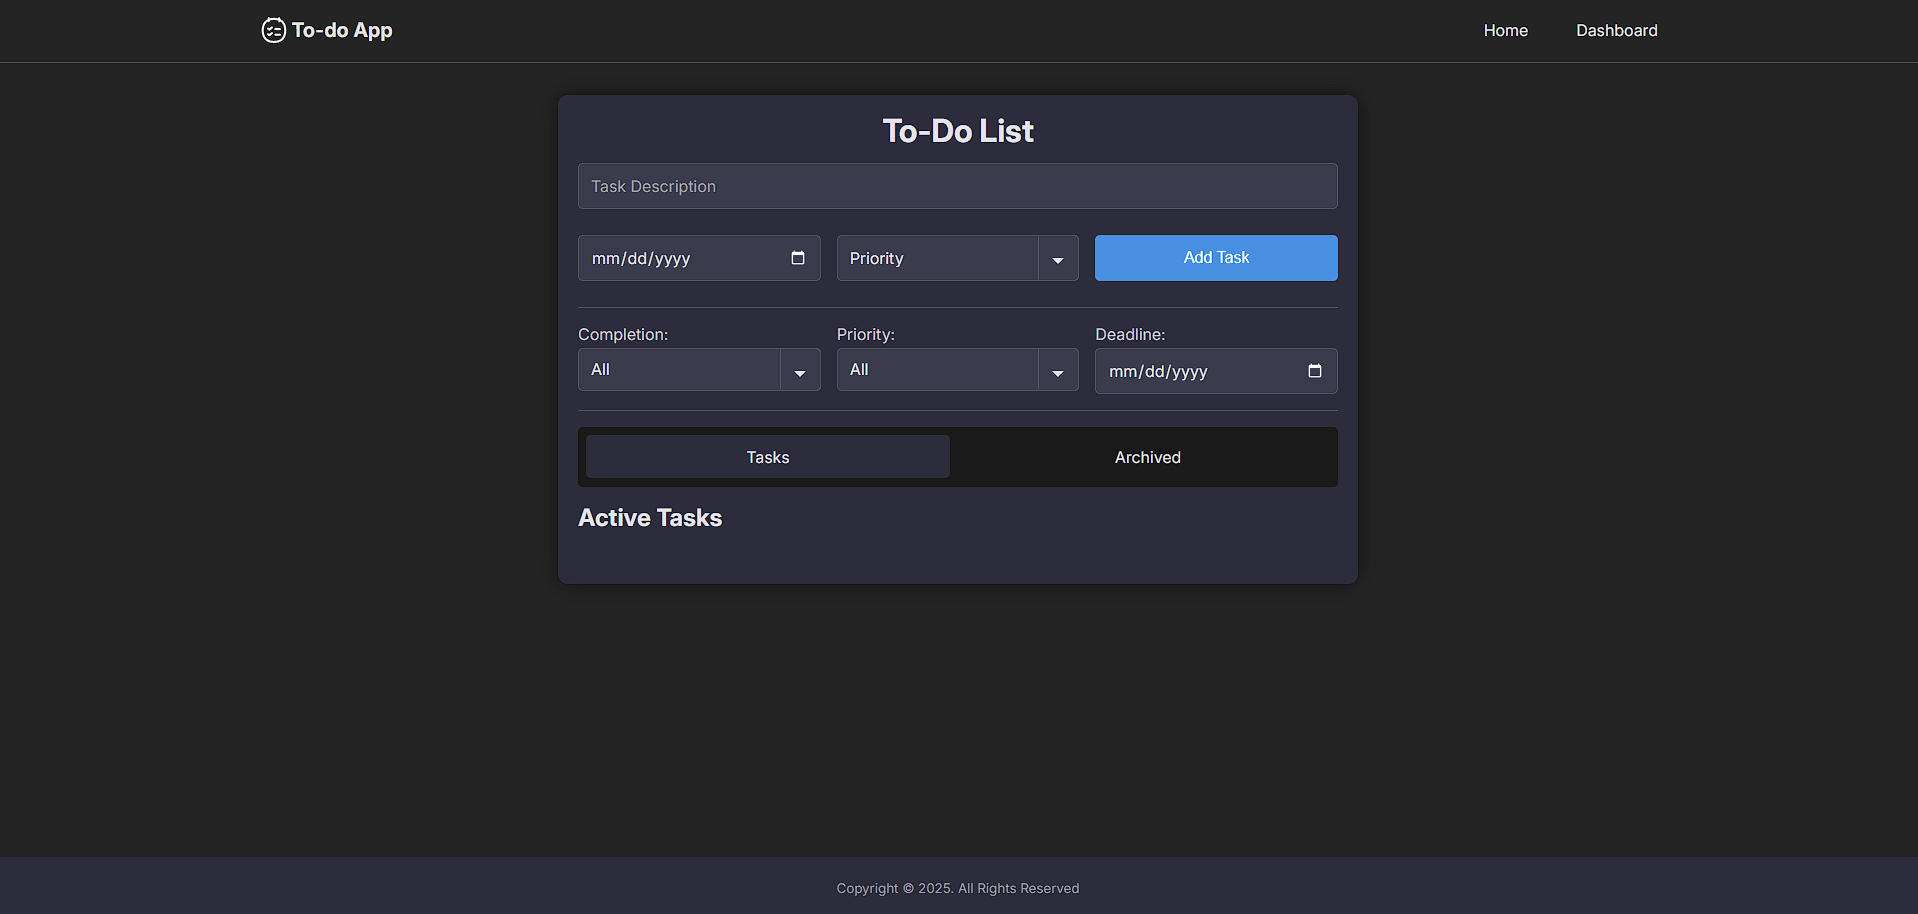 To-do App
Home
Dashboard
To-Do List
Task Description
mm/dd/yyyy
Priority
Add Task
Completion:
Priority:
Deadline:
All
All
mm/dd/yyyy
Tasks
Archived
Active Tasks
Copyright © 2025. All Rights Reserved